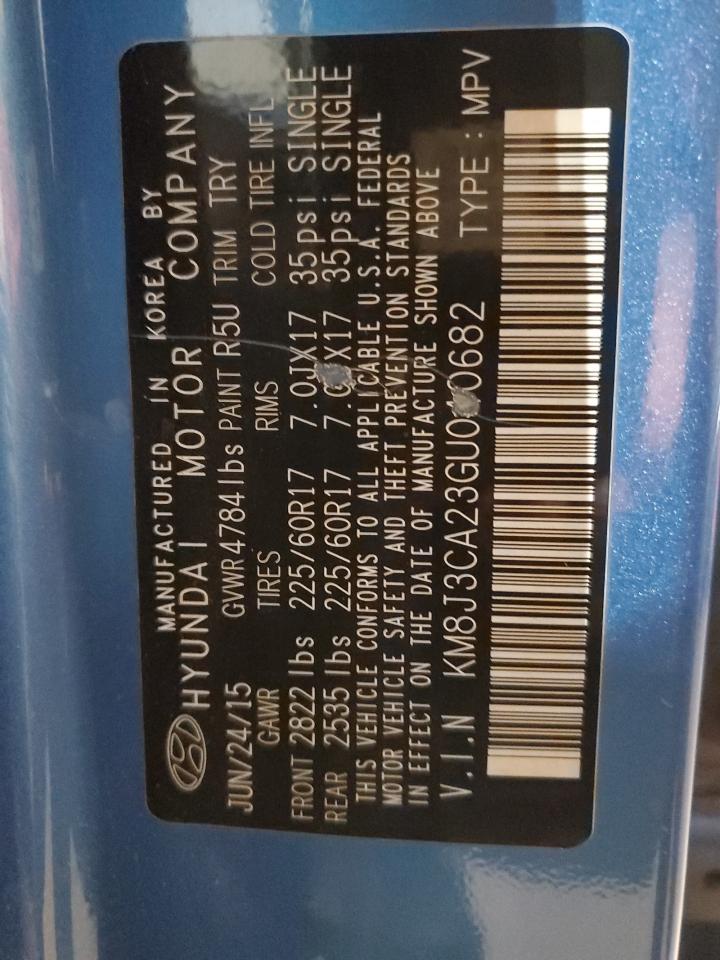 MANUFACTURED IN KOREA BY
HYUNDAI MOTOR COMPANY
JUN/24/15 GVWR 4784 lbs PAINT R5U TRIM TRY
GAWR TIRES RIMS COLD TIRE INFL
FRONT 2822 lbs 225/60R17 7.0JX17 35psi SINGLE
REAR 2535 lbs 225/60R17 35psi SINGLE
THIS VEHICLE CONFORMS TO ALL APPLICABLE U.S.A. FEDERAL
MOTOR VEHICLE SAFETY AND THEFT PREVENTION STANDARDS
IN EFFECT ON THE DATE OF MANUFACTURE SHOWN ABOVE
V.I.N TYPE : MPV